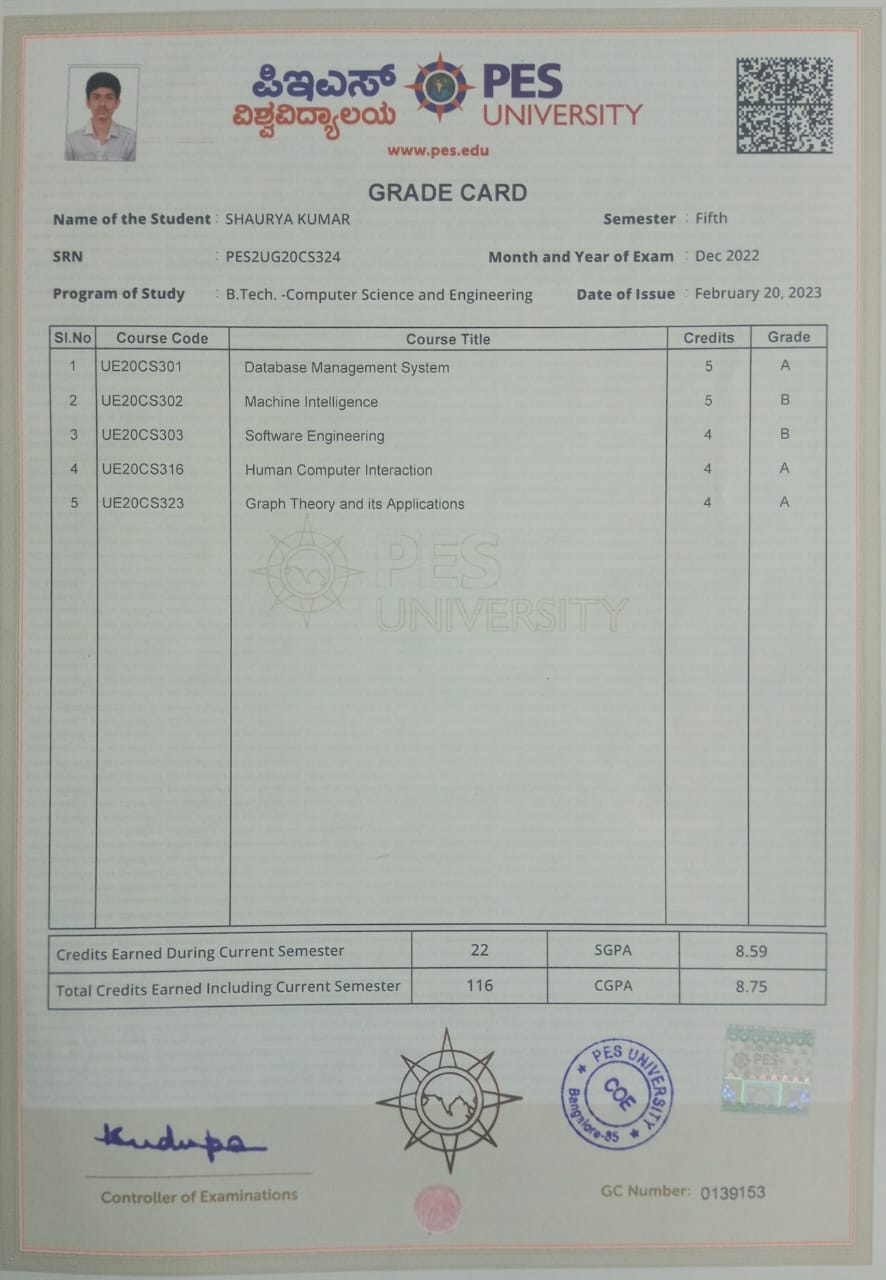 ಪಿಇಎಸ್ PES
ವಿಶ್ವವಿದ್ಯಾಲಯ UNIVERSITY
www.pes.edu
GRADE CARD
Name of the Student : SHAURYA KUMAR Semester : Fifth
SRN : PES2UG20CS324 Month and Year of Exam : Dec 2022
Program of Study : B.Tech. -Computer Science and Engineering Date of Issue : February 20, 2023
Sl.No Course Code Course Title Credits Grade
1 UE20CS301 Database Management System 5 A
2 UE20CS302 Machine Intelligence 5 B
3 UE20CS303 Software Engineering 4 B
4 UE20CS316 Human Computer Interaction 4 A
5 UE20CS323 Graph Theory and its Applications 4 A
PES
UNIVERSITY
Credits Earned During Current Semester 22 SGPA 8.59
Total Credits Earned Including Current Semester 116 CGPA 8.75
PES UNIVERSITY
COE
Bangalore-85
PES
Kudupa
Controller of Examinations
GC Number: 0139153